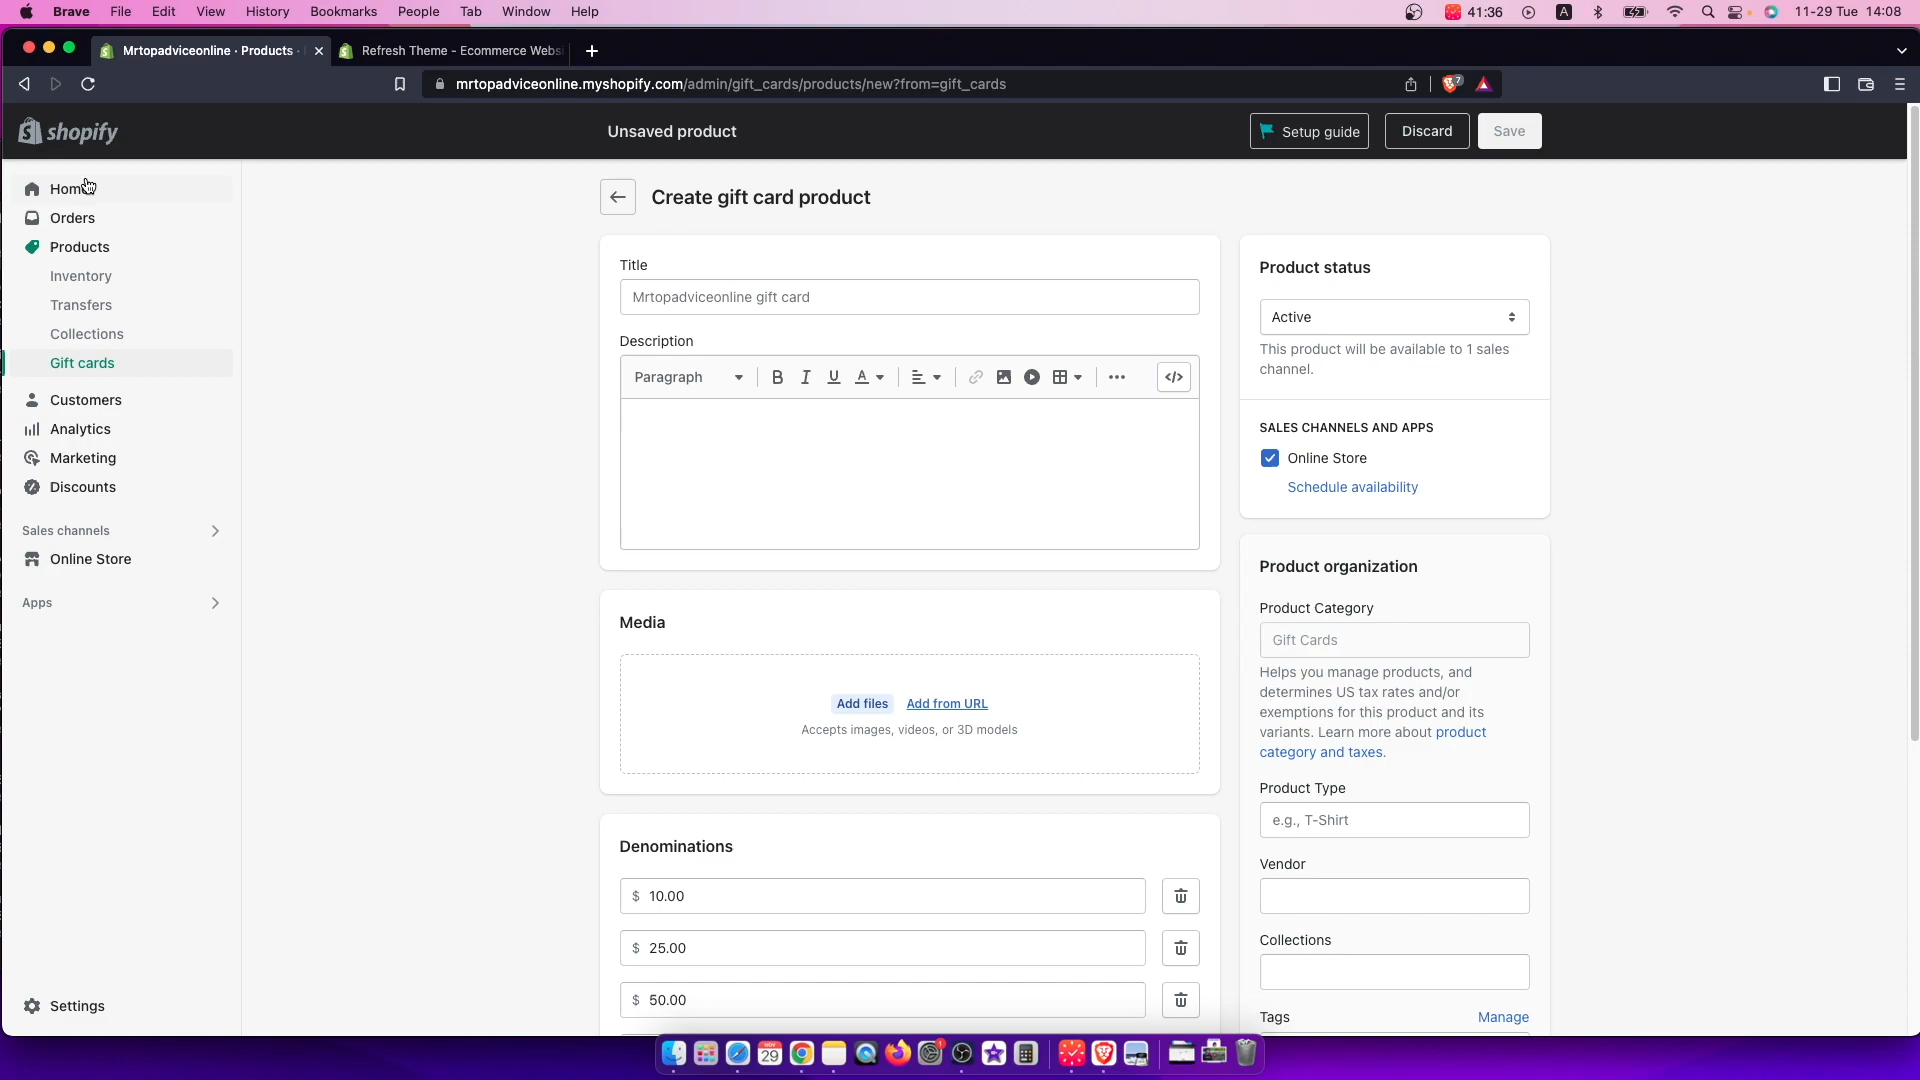 Brave File Edit View History Bookmarks People Tab Window Help 41:36 A 11-29 Tue 14:08
Mrtopadviceonline · Products · Refresh Theme - Ecommerce Websi
mrtopadviceonline.myshopify.com/admin/gift_cards/products/new?from=gift_cards 7
shopify Unsaved product Setup guide Discard Save
Home
Orders
Products
Inventory
Transfers
Collections
Gift cards
Customers
Analytics
Marketing
Discounts
Sales channels
Online Store
Apps
Settings
Create gift card product
Title
Mrtopadviceonline gift card
Description
Paragraph B I U A
Media
Add files Add from URL
Accepts images, videos, or 3D models
Denominations
$ 10.00
$ 25.00
$ 50.00
Product status
Active
This product will be available to 1 sales
channel.
SALES CHANNELS AND APPS
Online Store
Schedule availability
Product organization
Product Category
Gift Cards
Helps you manage products, and
determines US tax rates and/or
exemptions for this product and its
variants. Learn more about product
category and taxes.
Product Type
e.g., T-Shirt
Vendor
Collections
Tags Manage
NOV
29
1